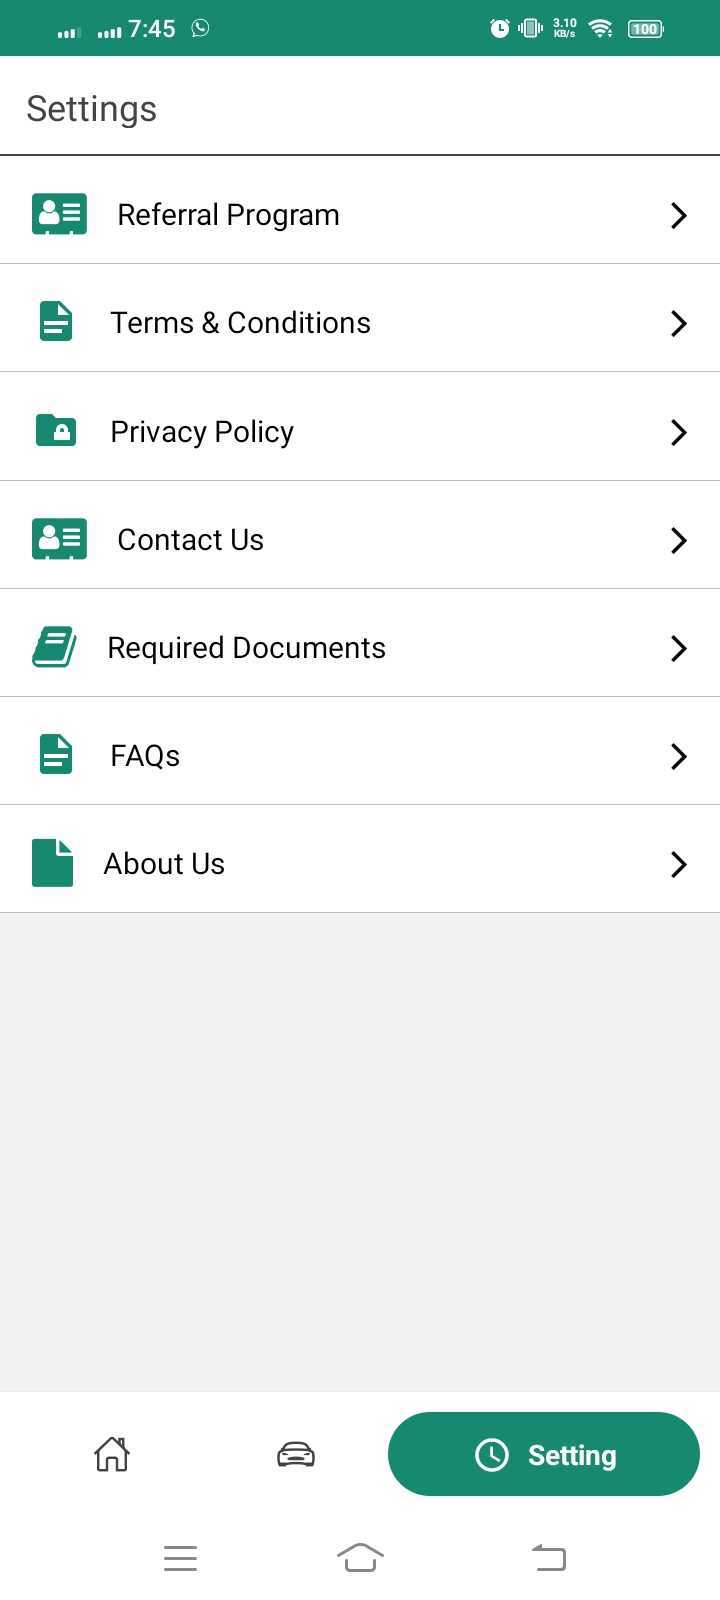 7:45
3.10
KB/s
100
Settings
Referral Program
Terms & Conditions
Privacy Policy
Contact Us
Required Documents
FAQs
About Us
Setting